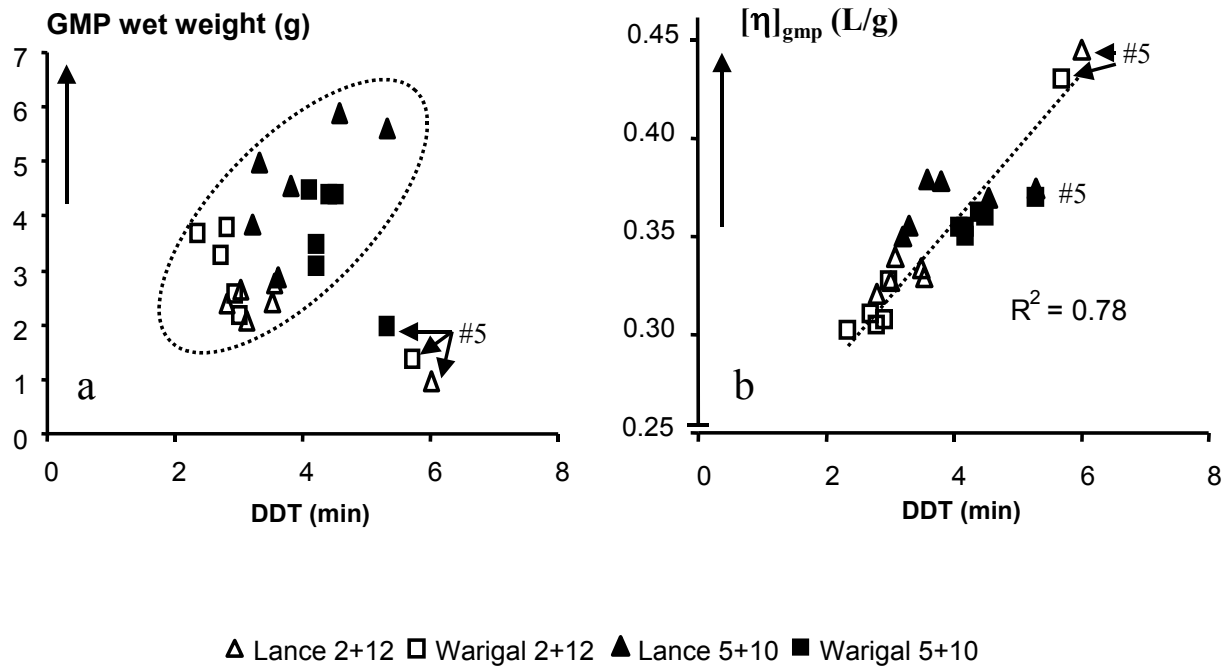 GMP wet weight (g)
7
6
5
4
3
2
1
0
0 2 4 6 8
DDT (min)
a
#5
[η]gmp (L/g)
0.45
0.40
0.35
0.30
0.25
0 2 4 6 8
DDT (min)
b
#5
#5
R² = 0.78
Lance 2+12 Warigal 2+12 Lance 5+10 Warigal 5+10